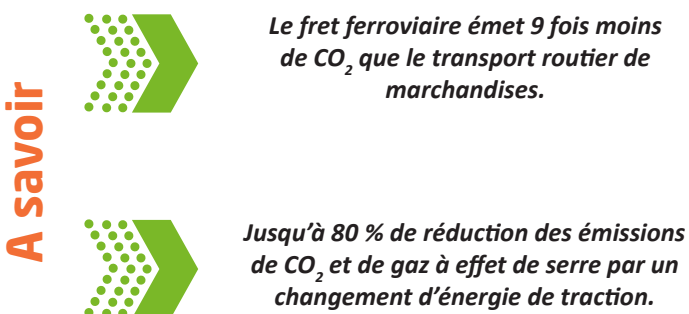 A savoir
Le fret ferroviaire émet 9 fois moins
de CO₂ que le transport routier de
marchandises.
Jusqu’à 80 % de réduction des émissions
de CO₂ et de gaz à effet de serre par un
changement d’énergie de traction.